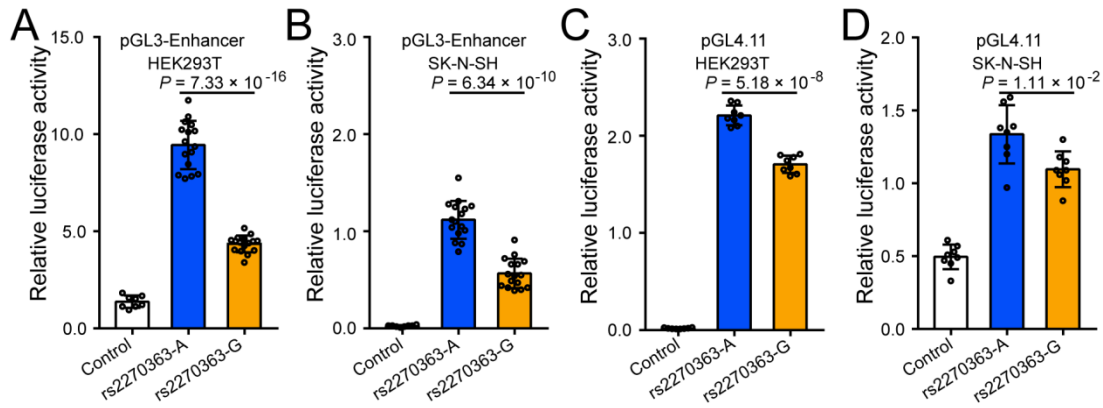 A
Relative luciferase activity
15.0
10.0
5.0
0.0
pGL3-Enhancer
HEK293T
P = 7.33 × 10⁻¹⁶
Control
rs2270363-A
rs2270363-G
B
Relative luciferase activity
3.0
2.0
1.0
0.0
pGL3-Enhancer
SK-N-SH
P = 6.34 × 10⁻¹⁰
Control
rs2270363-A
rs2270363-G
C
Relative luciferase activity
3.0
2.0
1.0
0.0
pGL4.11
HEK293T
P = 5.18 × 10⁻⁸
Control
rs2270363-A
rs2270363-G
D
Relative luciferase activity
2.0
1.5
1.0
0.5
0.0
pGL4.11
SK-N-SH
P = 1.11 × 10⁻²
Control
rs2270363-A
rs2270363-G